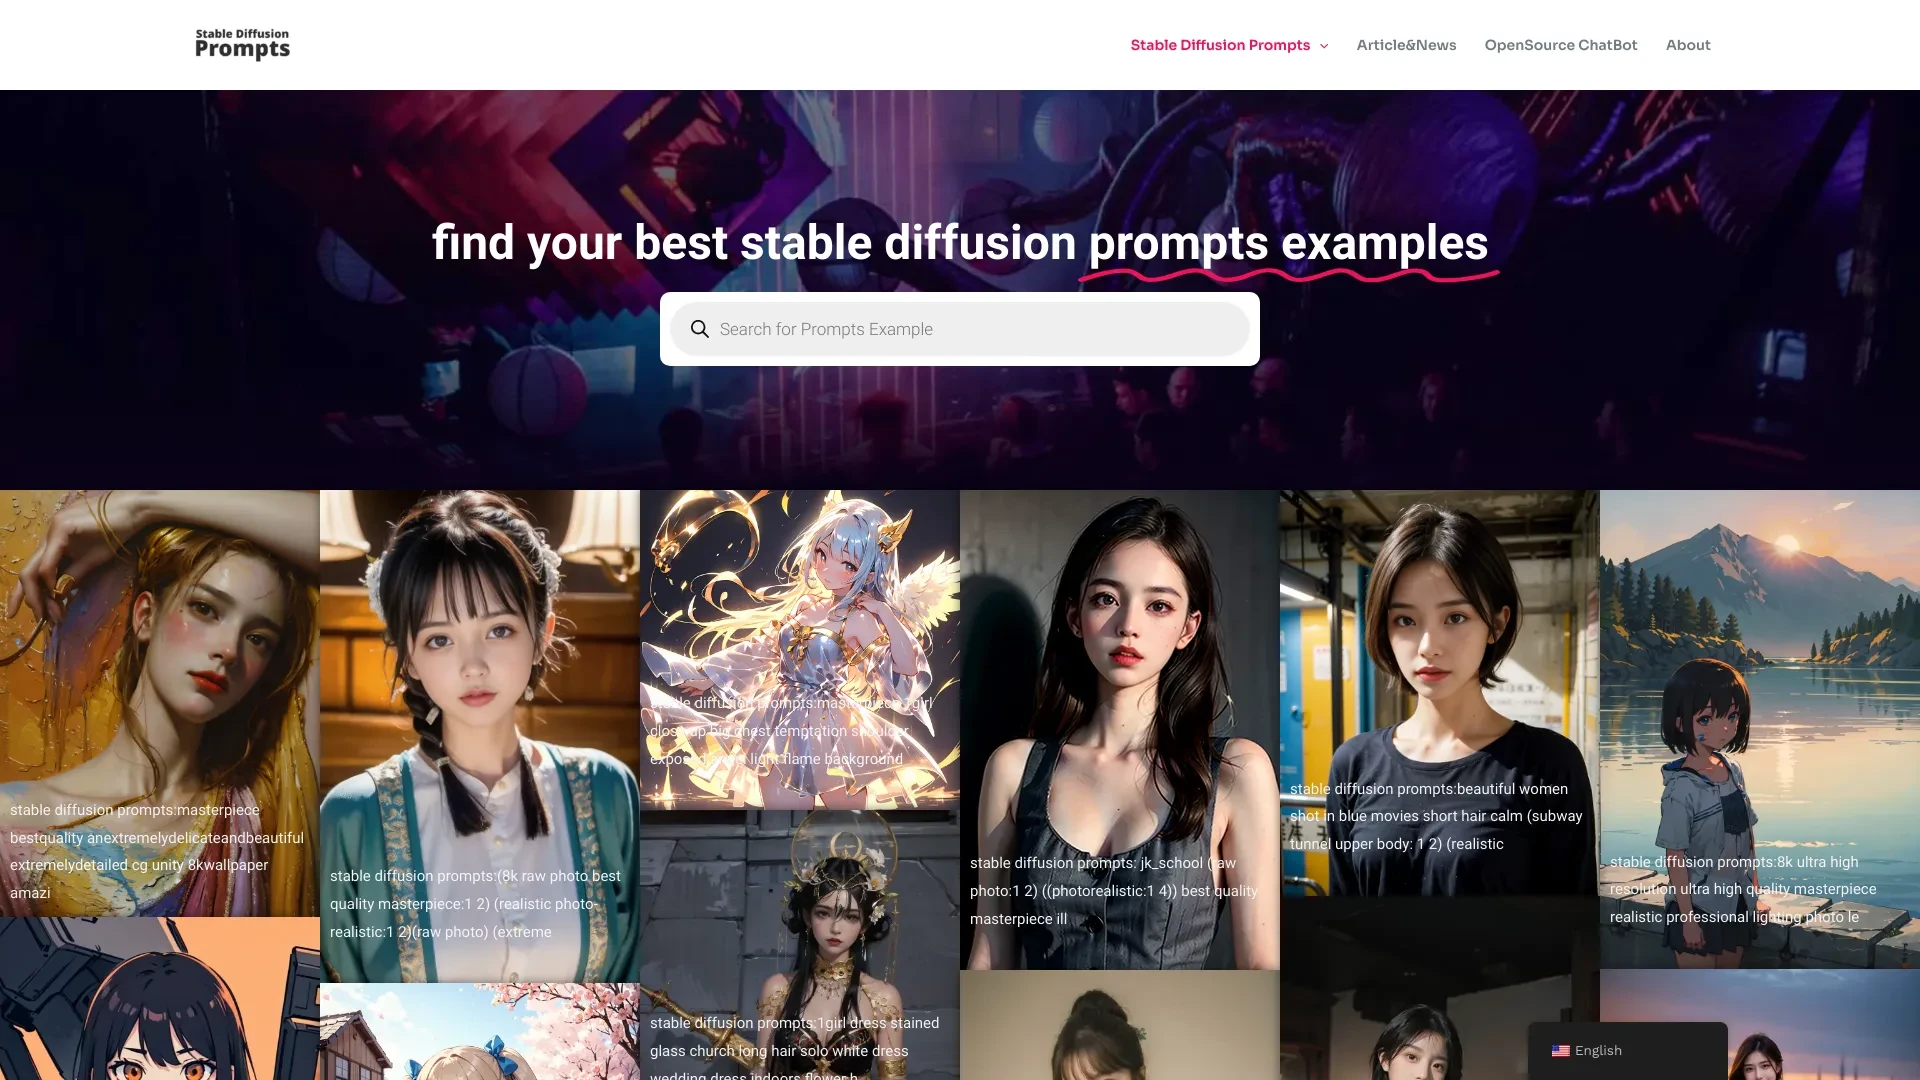 Stable Diffusion
Prompts
Stable Diffusion Prompts
Article&News
OpenSource ChatBot
About
find your best stable diffusion prompts examples
Search for Prompts Example
stable diffusion prompts:masterpiece
bestquality anextremelydelicateandbeautiful
extremelydetailed cg unity 8kwallpaper
amazi
stable diffusion prompts:(8k raw photo best
quality masterpiece:1 2) (realistic photo-
realistic:1 2)(raw photo) (extreme
stable diffusion prompts:masterpiece 1girl
closeup big chest temptation shoulder
exposed angel light flame background
stable diffusion prompts:1girl dress stained
glass church long hair solo white dress
wedding dress indoors flower h
stable diffusion prompts: jk_school (raw
photo:1 2) ((photorealistic:1 4)) best quality
masterpiece ill
stable diffusion prompts:beautiful women
shot in blue movies short hair calm (subway
tunnel upper body: 1 2) (realistic
stable diffusion prompts:8k ultra high
resolution ultra high quality masterpiece
realistic professional lighting photo le
English